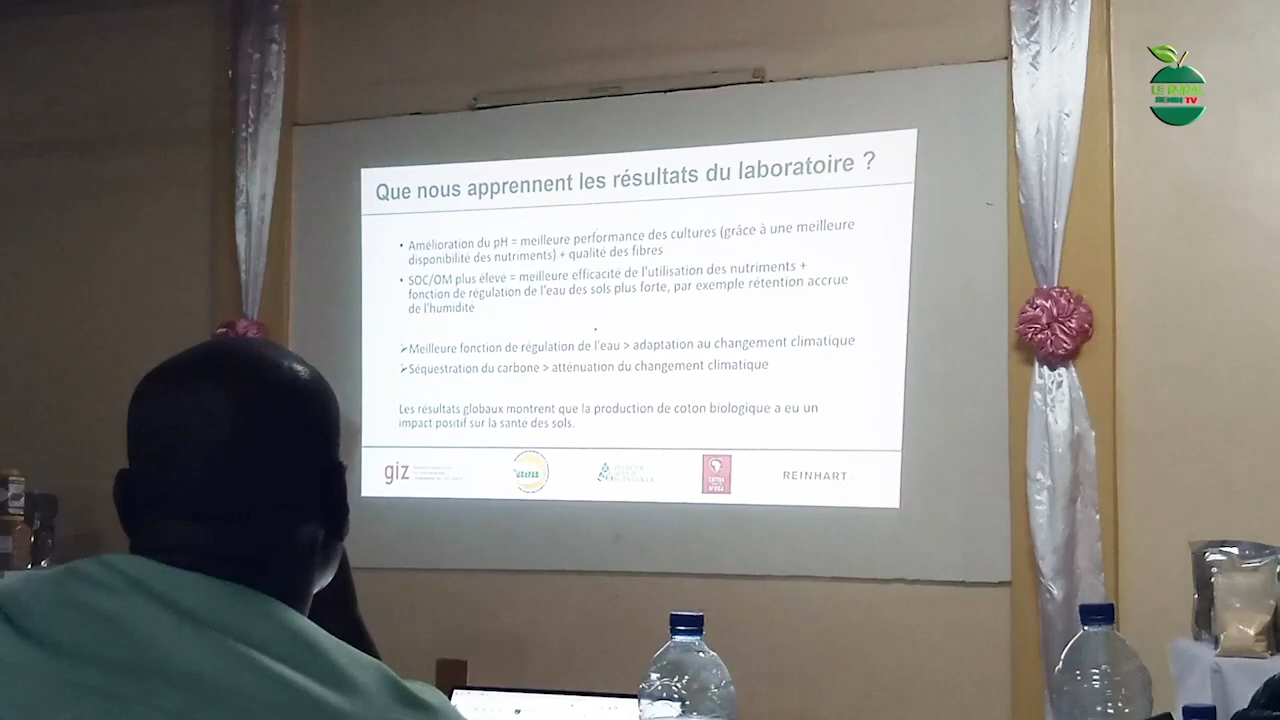 LE RURAL
BENIN TV
Que nous apprennent les résultats du laboratoire ?
• Amélioration du pH = meilleure performance des cultures (grâce à une meilleure
disponibilité des nutriments) + qualité des fibres
• SOC/OM plus élevé = meilleure efficacité de l'utilisation des nutriments +
fonction de régulation de l'eau des sols plus forte, par exemple rétention accrue
de l'humidité
➢Meilleure fonction de régulation de l'eau > adaptation au changement climatique
➢Séquestration du carbone > atténuation du changement climatique
Les résultats globaux montrent que la production de coton biologique a eu un
impact positif sur la santé des sols.
giz
REINHART